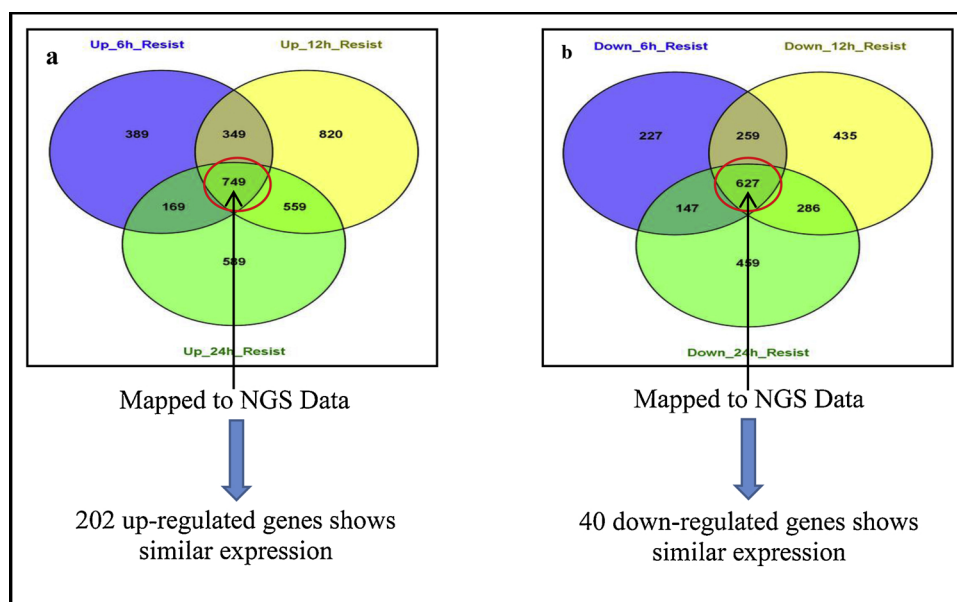 a
Up_6h_Resist
Up_12h_Resist
389
349
820
749
169
559
589
Up_24h_Resist
Mapped to NGS Data
202 up-regulated genes shows
similar expression
b
Down_6h_Resist
Down_12h_Resist
227
259
435
627
147
286
459
Down_24h_Resist
Mapped to NGS Data
40 down-regulated genes shows
similar expression